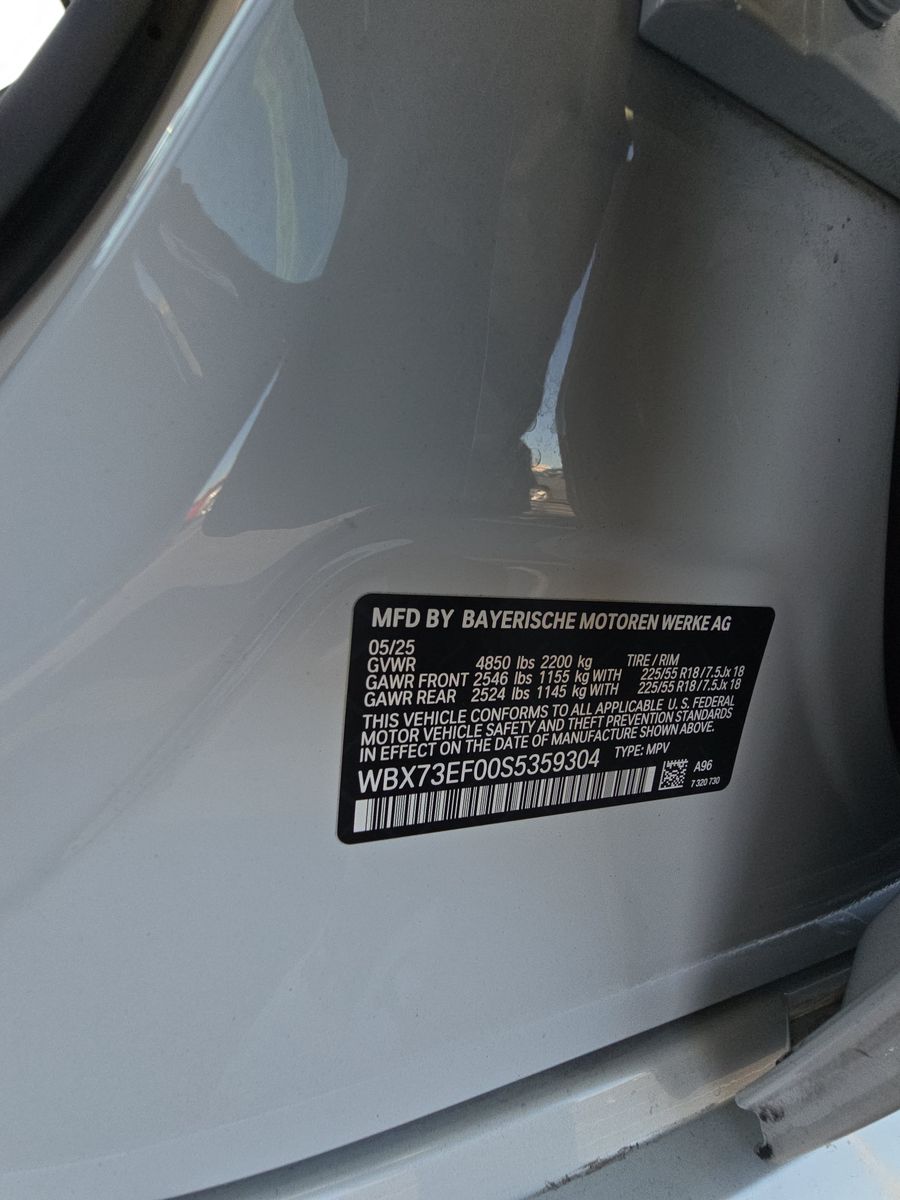 MFD BY BAYERISCHE MOTOREN WERKE AG
05/25
GVWR 4850 lbs 2200 kg TIRE / RIM
GAWR FRONT 2546 lbs 1155 kg WITH 225/55 R18 / 7.5Jx 18
GAWR REAR 2524 lbs 1145 kg WITH 225/55 R18 / 7.5Jx 18
THIS VEHICLE CONFORMS TO ALL APPLICABLE U.S. FEDERAL
MOTOR VEHICLE SAFETY AND THEFT PREVENTION STANDARDS
IN EFFECT ON THE DATE OF MANUFACTURE SHOWN ABOVE.
WBX73EF00S5359304 TYPE: MPV
A96
7 320 730